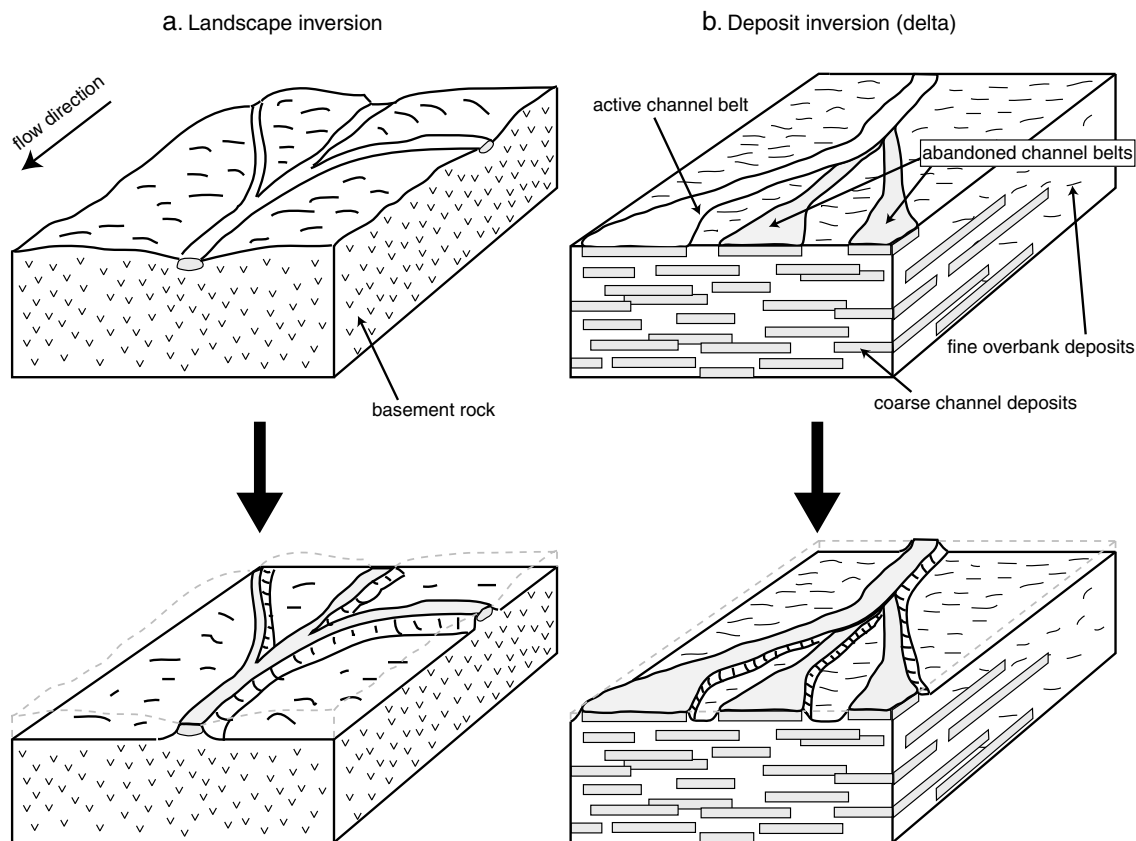 a. Landscape inversion
b. Deposit inversion (delta)
flow direction
active channel belt
abandoned channel belts
fine overbank deposits
basement rock
coarse channel deposits